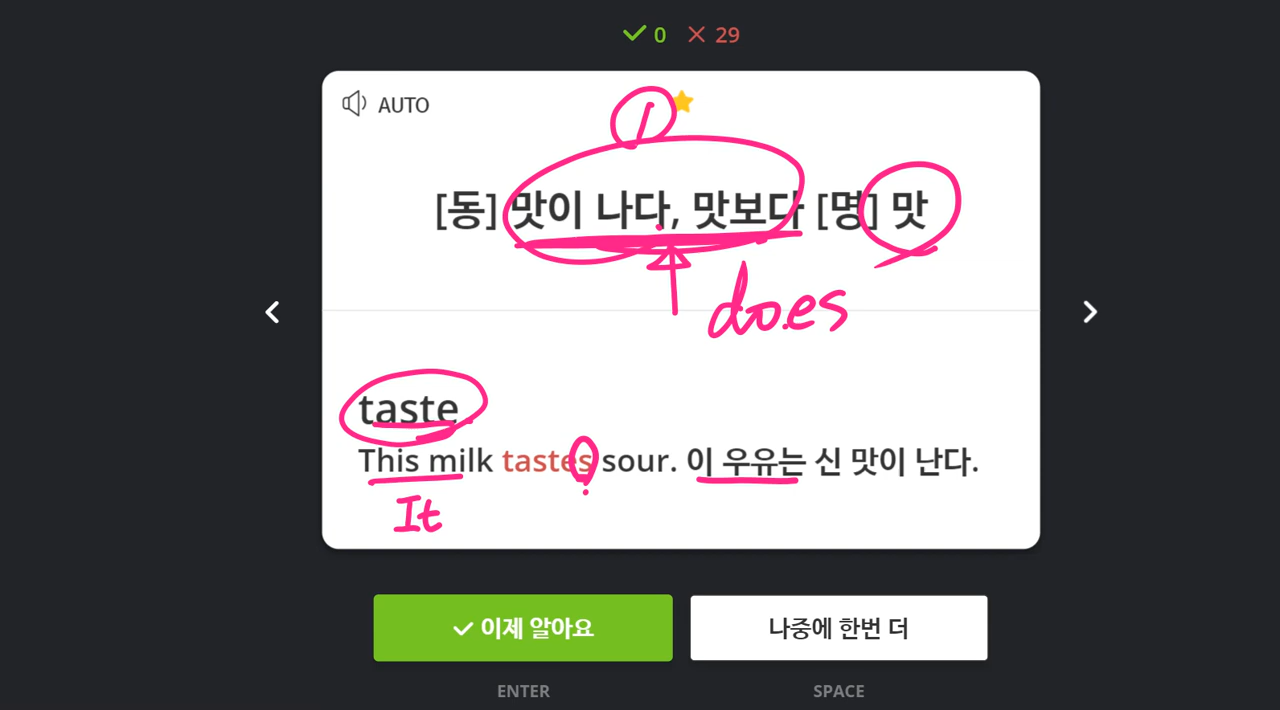 0 29
AUTO
1
[동] 맛이 나다, 맛보다 [명] 맛
does
taste
This milk tastes sour. 이 우유는 신 맛이 난다.
It
이제 알아요 나중에 한번 더
ENTER SPACE